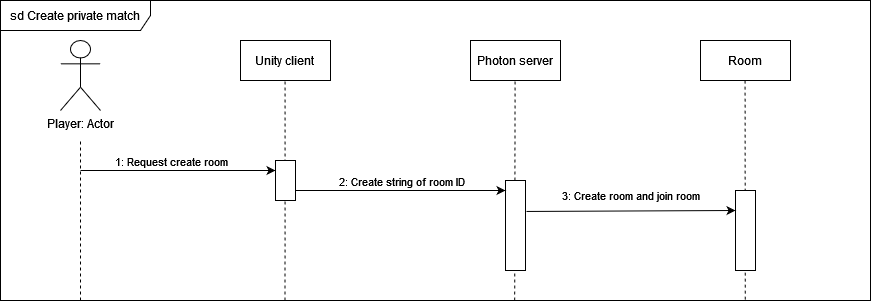 sd Create private match
Unity client
Photon server
Room
Player: Actor
1: Request create room
2: Create string of room ID
3: Create room and join room